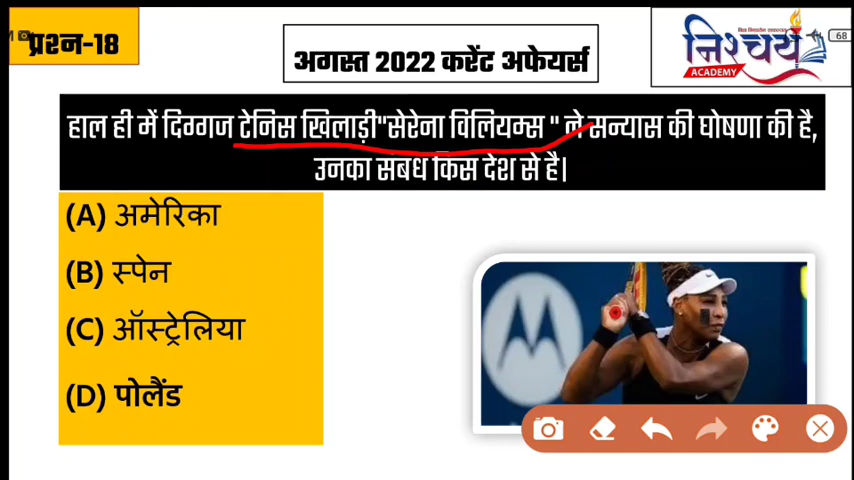 प्रश्न-18
अगस्त 2022 करेंट अफेयर्स
निश्चय
ACADEMY
68
हाल ही में दिग्गज टेनिस खिलाड़ी"सेरेना विलियम्स " ने सन्यास की घोषणा की है,
उनका सबंध किस देश से है।
(A) अमेरिका
(B) स्पेन
(C) ऑस्ट्रेलिया
(D) पोलैंड